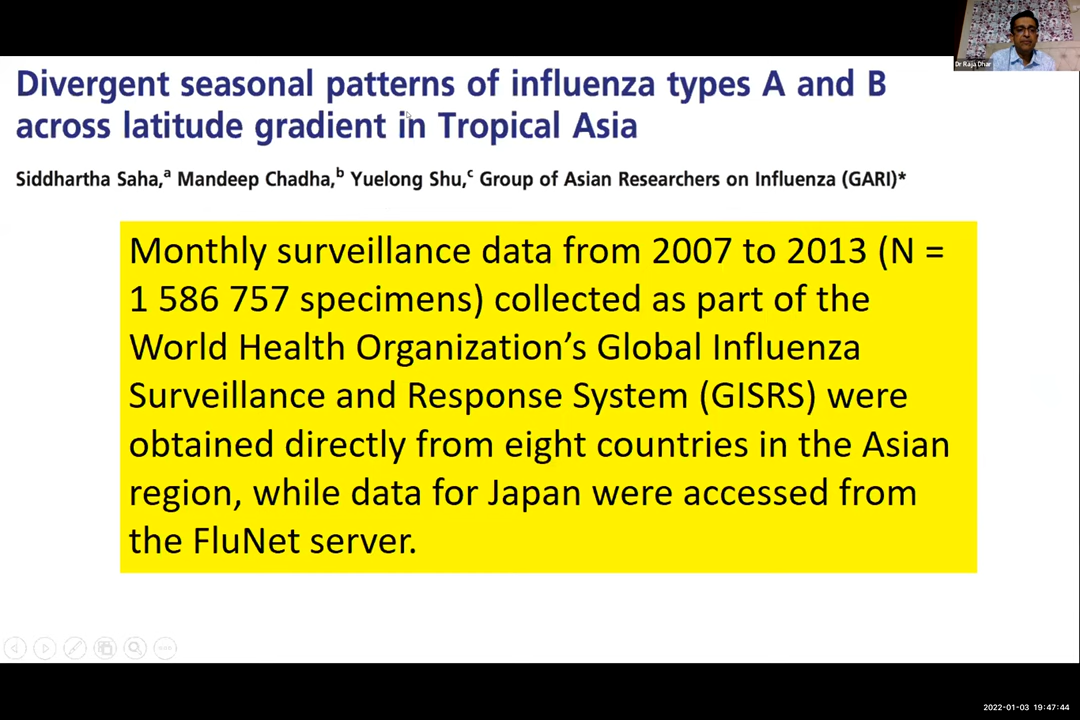 Dr Raja Dhar
Divergent seasonal patterns of influenza types A and B
across latitude gradient in Tropical Asia
Siddhartha Saha,ª Mandeep Chadha,ᵇ Yuelong Shu,ᶜ Group of Asian Researchers on Influenza (GARI)*
Monthly surveillance data from 2007 to 2013 (N =
1 586 757 specimens) collected as part of the
World Health Organization’s Global Influenza
Surveillance and Response System (GISRS) were
obtained directly from eight countries in the Asian
region, while data for Japan were accessed from
the FluNet server.
2022-01-03 19:47:44